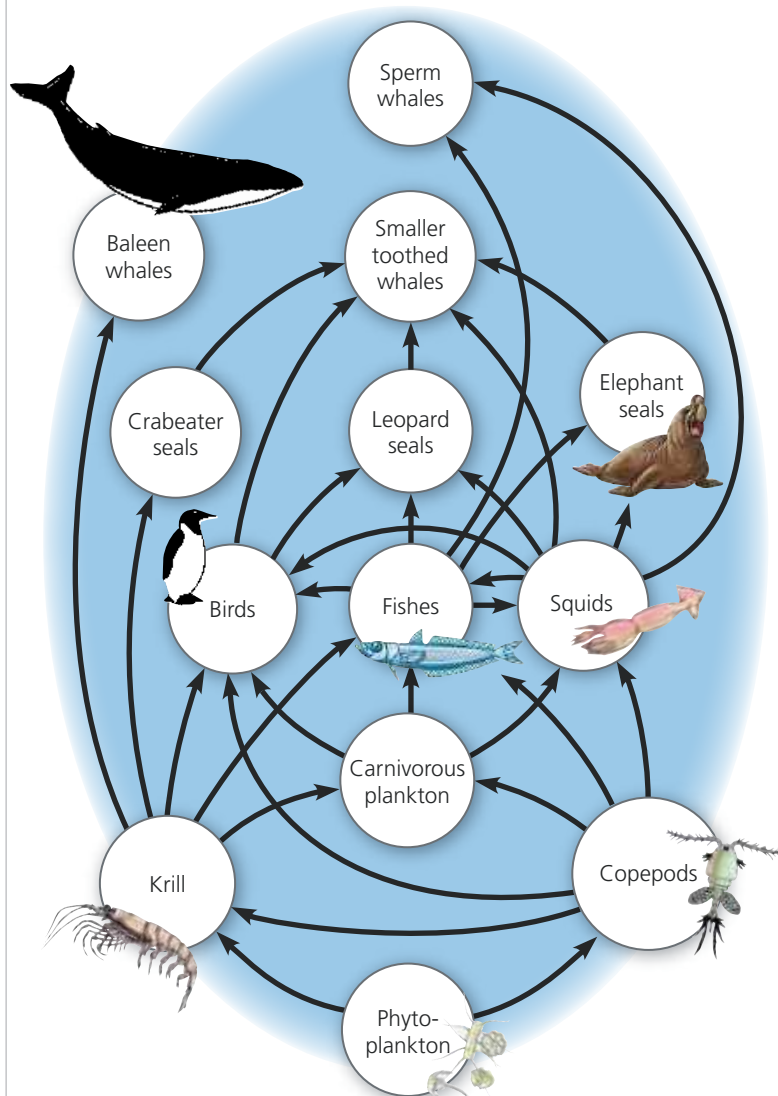 Sperm
whales
Baleen
whales
Smaller
toothed
whales
Crabeater
seals
Leopard
seals
Elephant
seals
Birds
Fishes
Squids
Carnivorous
plankton
Krill
Copepods
Phyto-
plankton